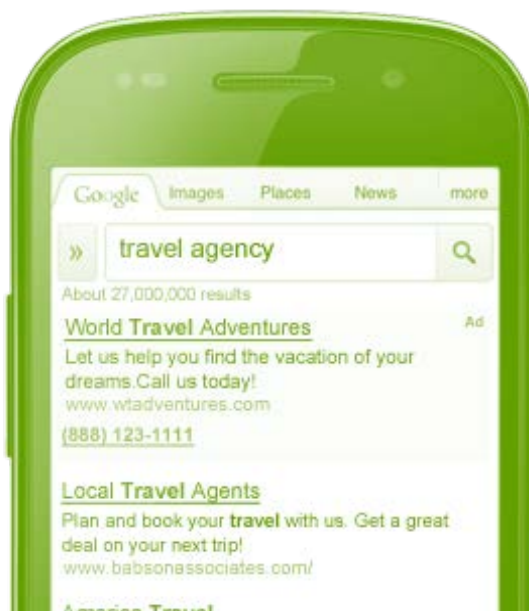 Google Images Places News more
» travel agency
About 27,000,000 results
World Travel Adventures Ad
Let us help you find the vacation of your
dreams.Call us today!
www.wtadventures.com
(888) 123-1111
Local Travel Agents
Plan and book your travel with us. Get a great
deal on your next trip!
www.babsonassociates.com/
America Travel